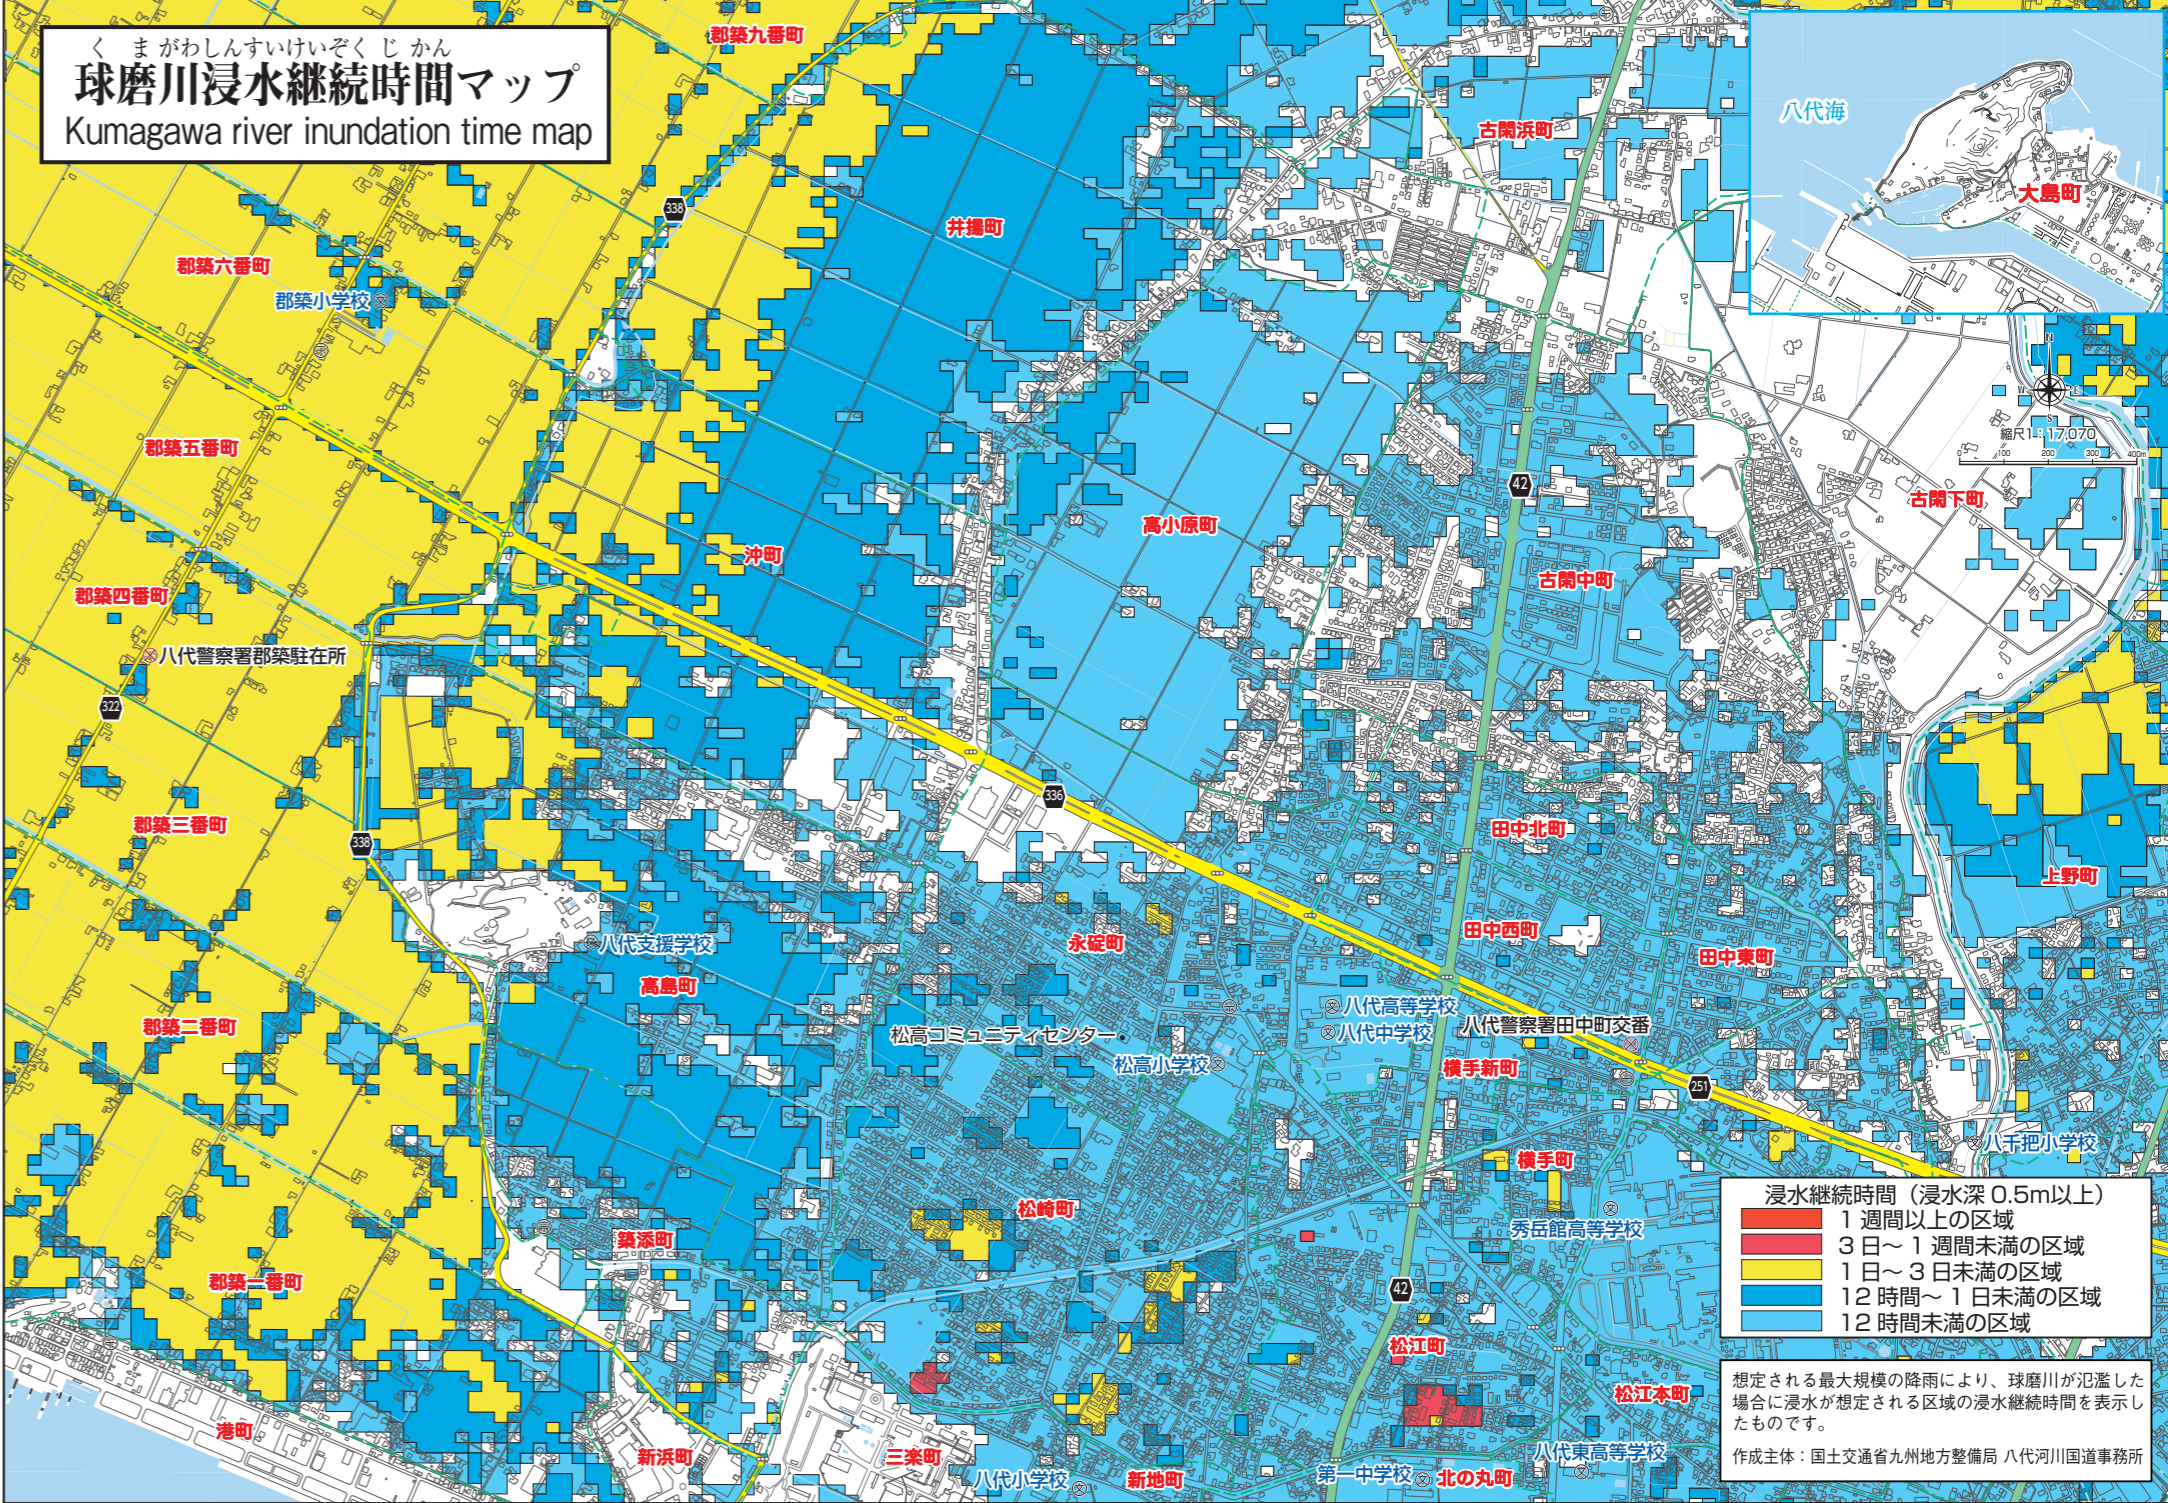 くまがわしんすいけいぞくじかん
球磨川浸水継続時間マップ
Kumagawa river inundation time map
郡築九番町
338
井揚町
古閑浜町
八代海
大島町
郡築六番町
郡築小学校
N
W E
S
縮尺1：17,070
0 100 200 300 400m
郡築五番町
42
古閑下町
高小原町
沖町
古閑中町
郡築四番町
八代警察署郡築駐在所
322
336
郡築三番町
338
田中北町
上野町
八代支援学校
永碇町
田中西町
田中東町
高島町
郡築二番町
松高コミュニティセンター
八代高等学校
八代中学校
八代警察署田中町交番
松高小学校
横手新町
251
八千把小学校
横手町
松崎町
秀岳館高等学校
築添町
郡築一番町
42
松江町
松江本町
港町
新浜町
三楽町
八代小学校
新地町
第一中学校
北の丸町
八代東高等学校
浸水継続時間（浸水深 0.5m以上）
1 週間以上の区域
3 日～ 1 週間未満の区域
1 日～ 3 日未満の区域
12 時間～ 1 日未満の区域
12 時間未満の区域
想定される最大規模の降雨により、球磨川が氾濫した
場合に浸水が想定される区域の浸水継続時間を表示し
たものです。
作成主体：国土交通省九州地方整備局 八代河川国道事務所